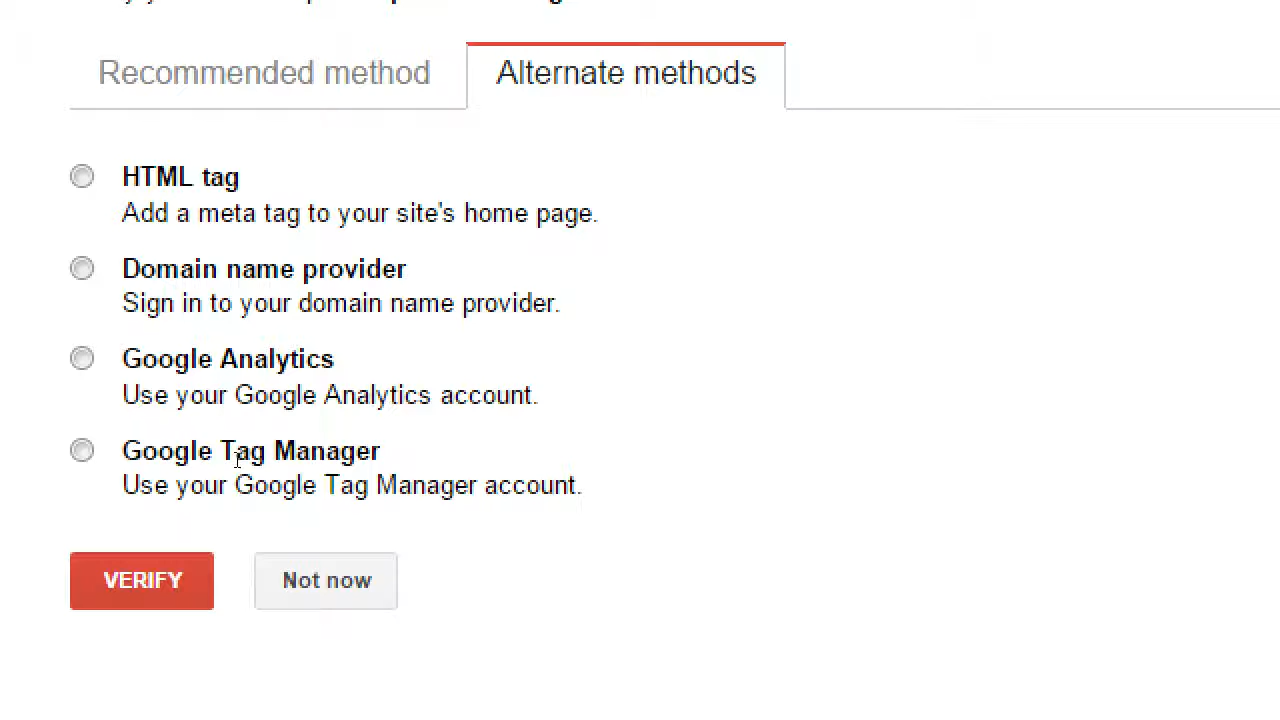 Recommended method
Alternate methods
HTML tag
Add a meta tag to your site's home page.
Domain name provider
Sign in to your domain name provider.
Google Analytics
Use your Google Analytics account.
Google Tag Manager
Use your Google Tag Manager account.
VERIFY
Not now